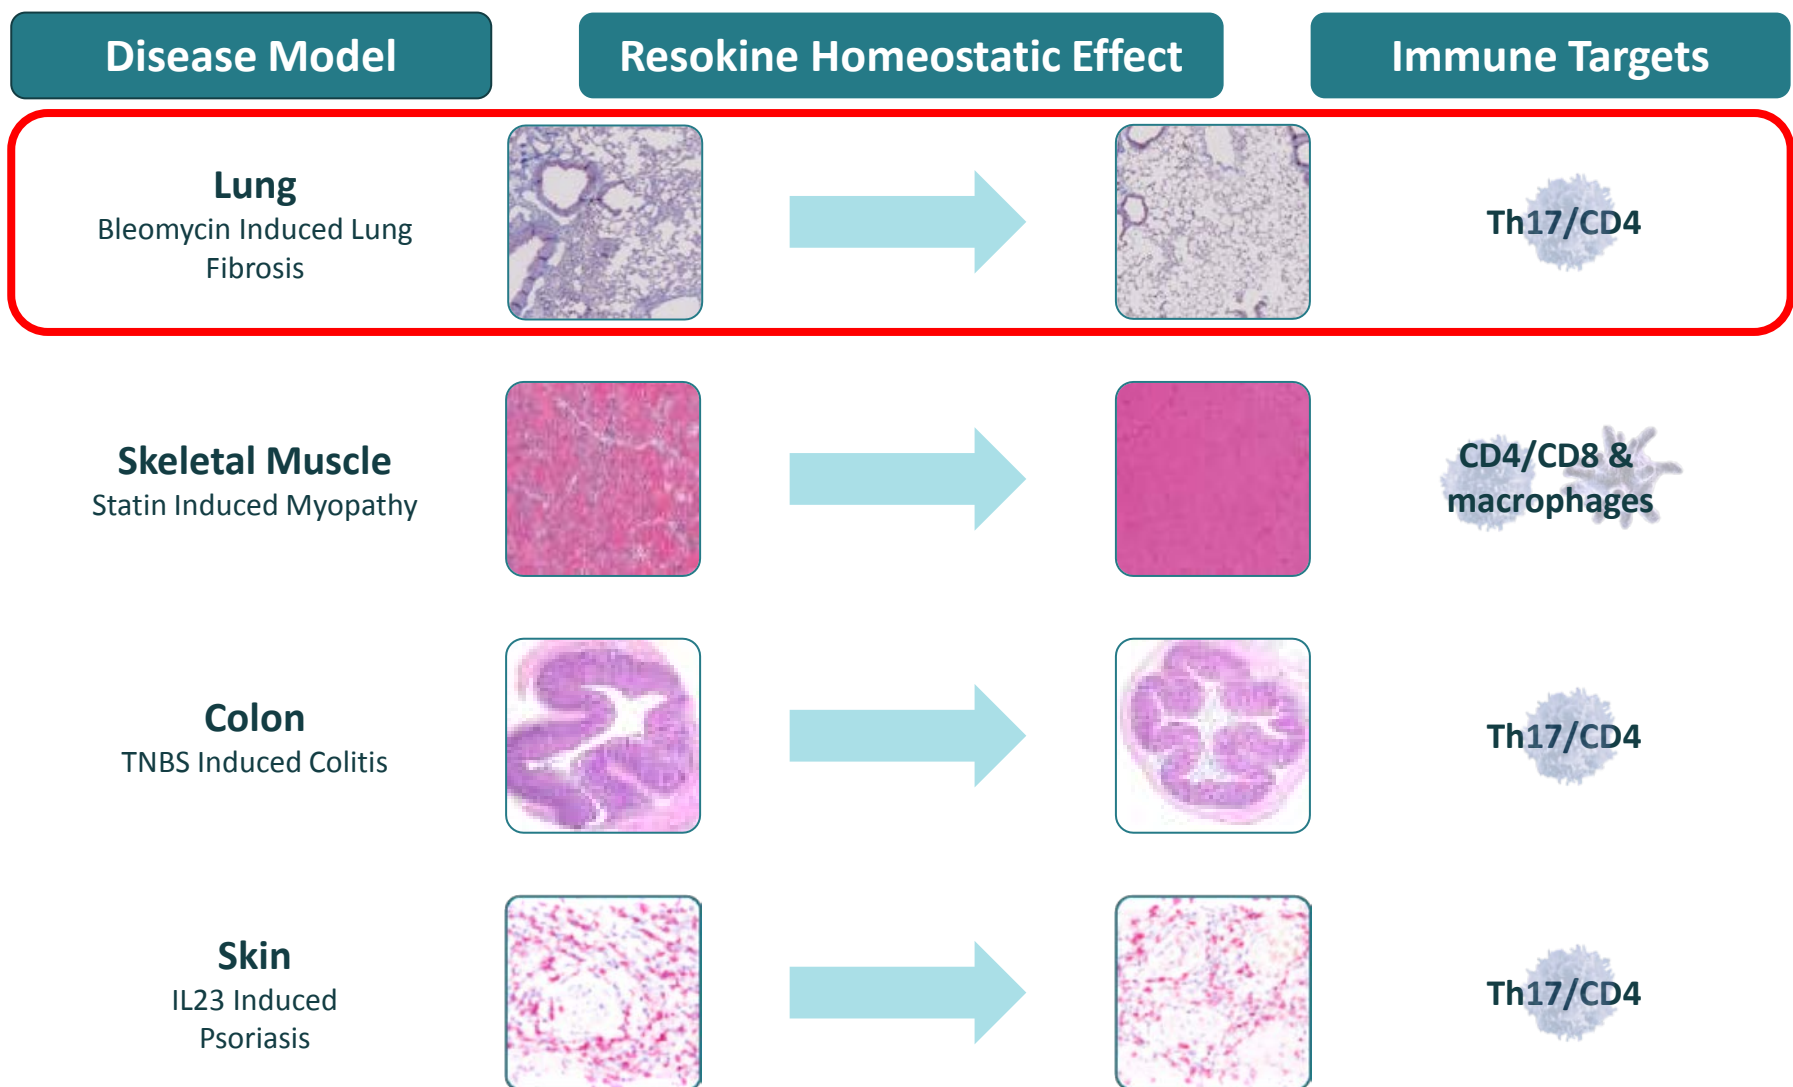 Disease Model
Resokine Homeostatic Effect
Immune Targets
Lung
Bleomycin Induced Lung
Fibrosis
Th17/CD4
Skeletal Muscle
Statin Induced Myopathy
CD4/CD8 &
macrophages
Colon
TNBS Induced Colitis
Th17/CD4
Skin
IL23 Induced
Psoriasis
Th17/CD4